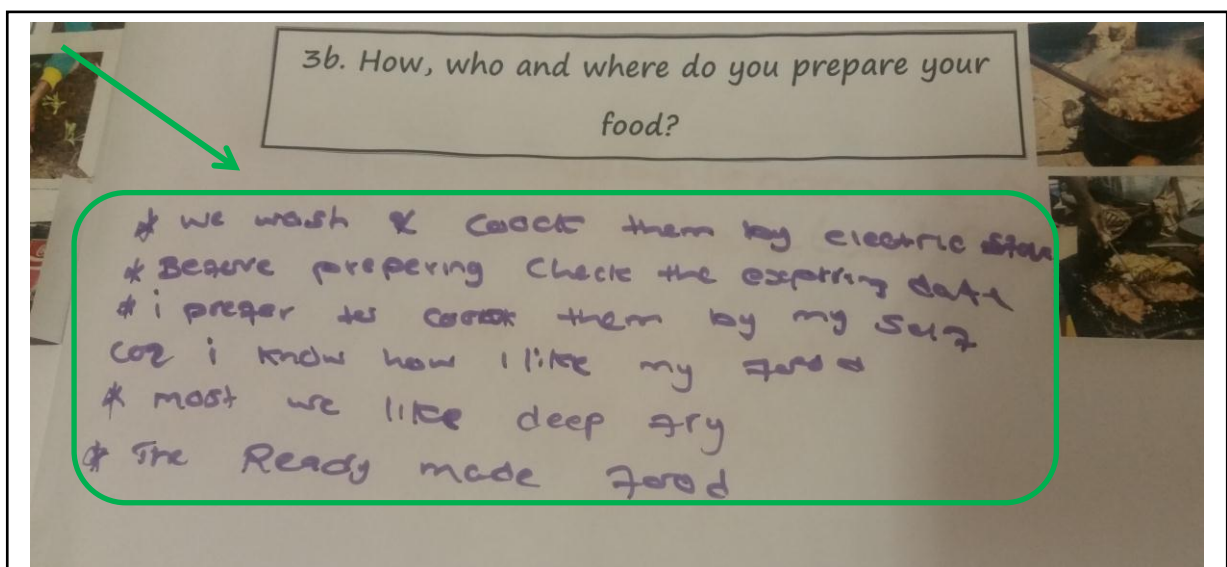 3b. How, who and where do you prepare your
food?
* we wash & coock them by electric stove
* Before prepering Check the expiring date
* i prefer to coock them by my self
coz i know how i like my food
* most we like deep fry
* The Ready made food